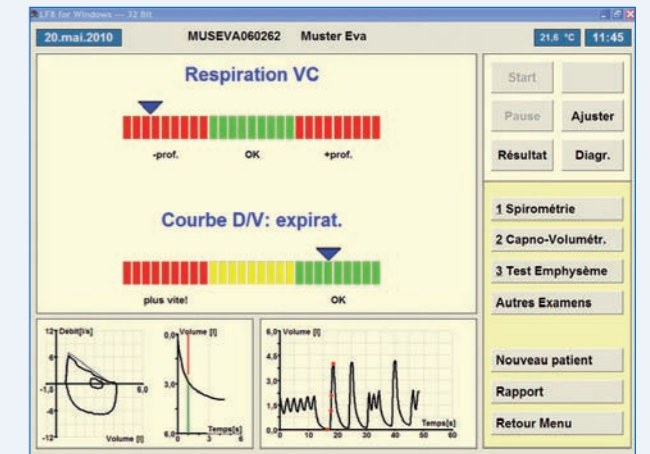 LFB for Windows --- 32 Bit
20.mai.2010 MUSEVA060262 Muster Eva 21.6 °C 11:45
Respiration VC
-prof. OK +prof.
Courbe D/V: expirat.
plus vite! OK
Start
Pause Ajuster
Résultat Diagr.
1 Spirométrie
2 Capno-Volumétr.
3 Test Emphysème
Autres Examens
Nouveau patient
Rapport
Retour Menu
12 Débit[l/s]
6
-1,5 6,0
-6
-12 Volume [l]
0,0 Volume [l]
3,0
6,0 Temps[s]
0 3 6
6,0 Volume [l]
4,5
3,0
1,5
0,0 Temps[s]
0 10 20 30 40 50 60